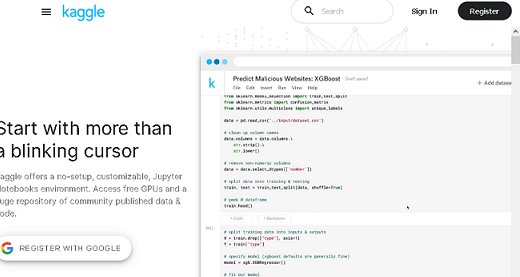 kaggle
Search
Sign In
Register
k
Predict Malicious Websites: XGBoost Draft saved
File Edit Insert Run View Help
+ Add dataset
from sklearn.model_selection import train_test_split
from sklearn.metrics import confusion_matrix
from sklearn.utils.multiclass import unique_labels
data = pd.read_csv('../input/dataset.csv')
# clean up column names
data.columns = data.columns.\
str.strip().\
str.lower()
# remove non-numeric columns
data = data.select_dtypes(['number'])
# split data into training & testing
train, test = train_test_split(data, shuffle=True)
# peek @ dataframe
train.head()
+ Code + Markdown
# split training data into inputs & outputs
X = train.drop(['type'], axis=1)
Y = train['type']
# specify model (xgboost defaults are generally fine)
model = xgb.XGBRegressor()
# fit our model
Start with more than
a blinking cursor
aggle offers a no-setup, customizable, Jupyter
Notebooks environment. Access free GPUs and a
huge repository of community published data &
code.
REGISTER WITH GOOGLE